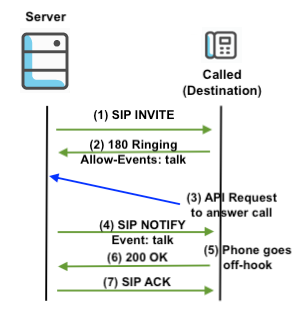 Server
Called
(Destination)
(1) SIP INVITE
(2) 180 Ringing
Allow-Events: talk
(3) API Request
to answer call
(4) SIP NOTIFY
Event: talk
(5) Phone goes
off-hook
(6) 200 OK
(7) SIP ACK